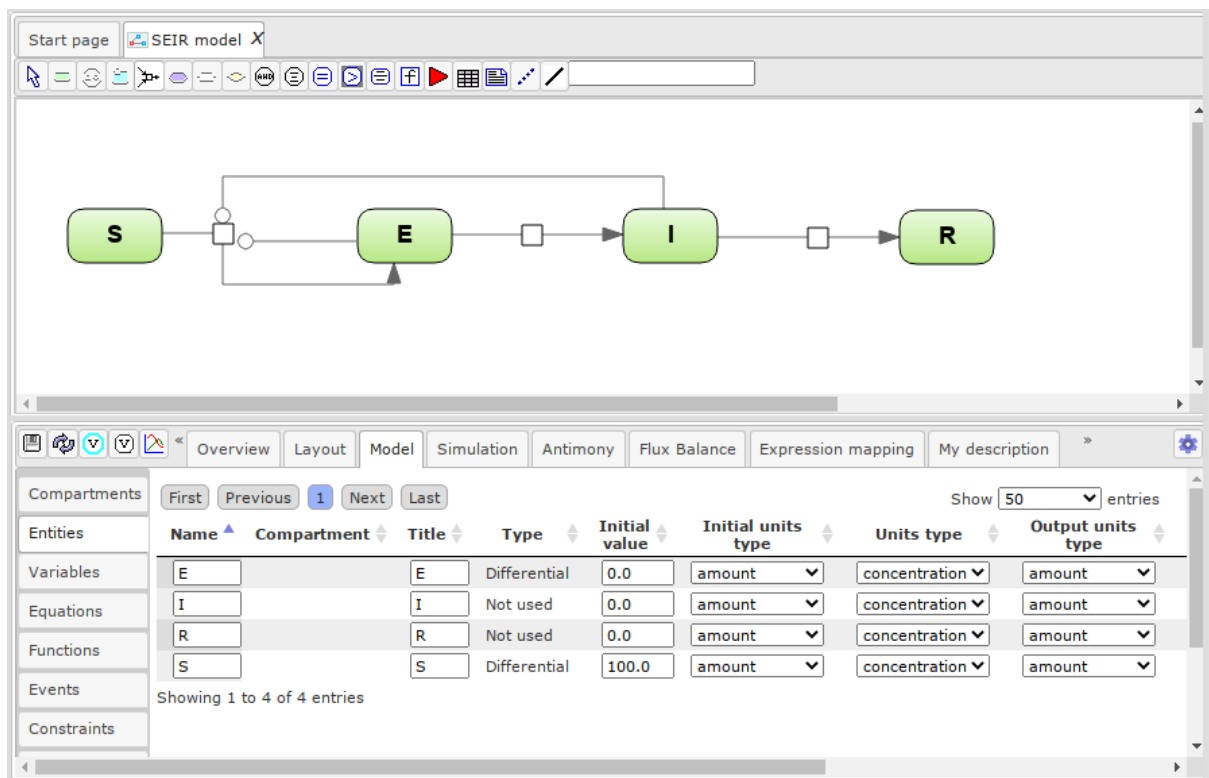 Start page SEIR model X
AND f
S E I R
V V « Overview Layout Model Simulation Antimony Flux Balance Expression mapping My description »
Compartments
Entities
Variables
Equations
Functions
Events
Constraints
First Previous 1 Next Last Show 50 entries
Name Compartment Title Type Initial value Initial units type Units type Output units type
E E Differential 0.0 amount concentration amount
I I Not used 0.0 amount concentration amount
R R Not used 0.0 amount concentration amount
S S Differential 100.0 amount concentration amount
Showing 1 to 4 of 4 entries